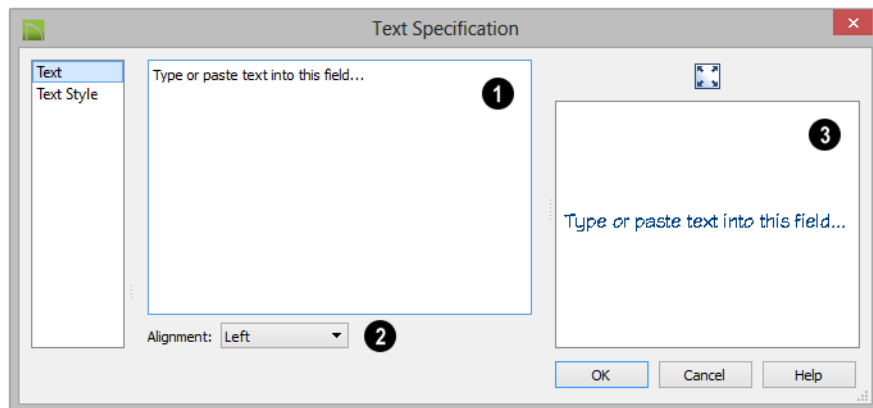 Text Specification
×
Text
Text Style
Type or paste text into this field...
1
3
Type or paste text into this field...
Alignment: Left
2
OK Cancel Help